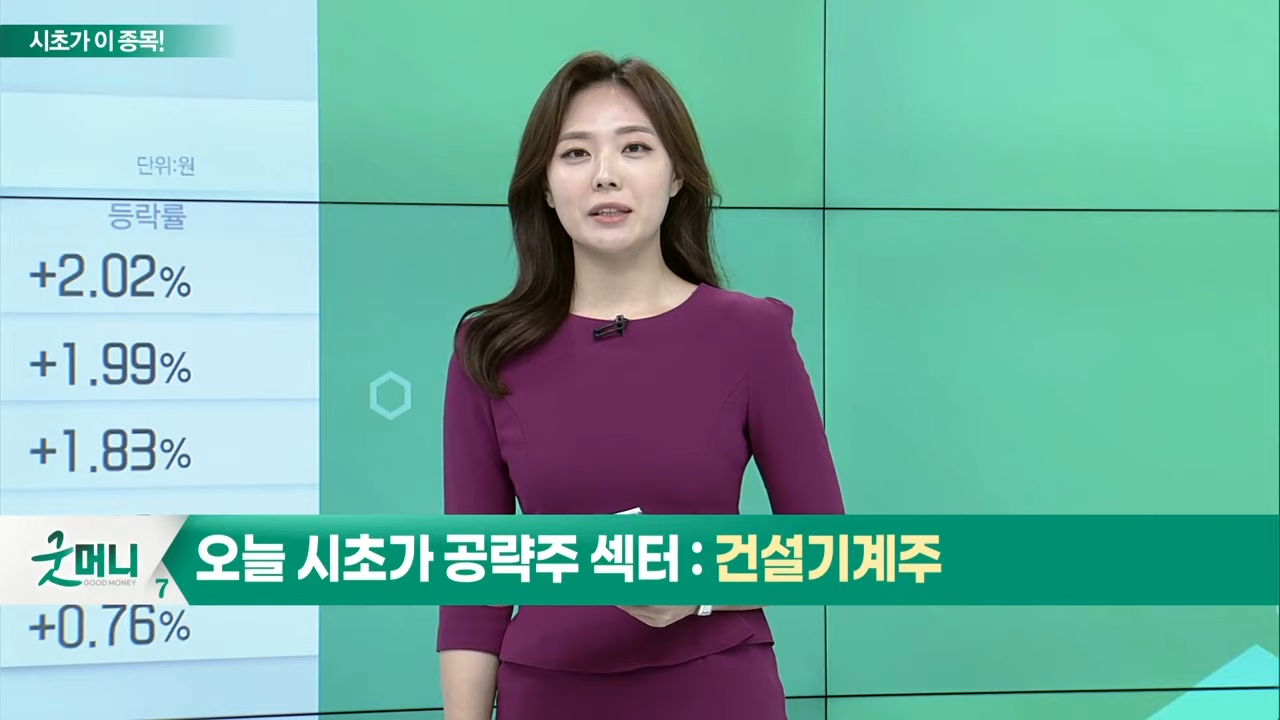 시초가 이 종목!
단위:원
등락률
+2.02%
+1.99%
+1.83%
굿머니
GOOD MONEY
7
오늘 시초가 공략주 섹터 : 건설기계주
+0.76%